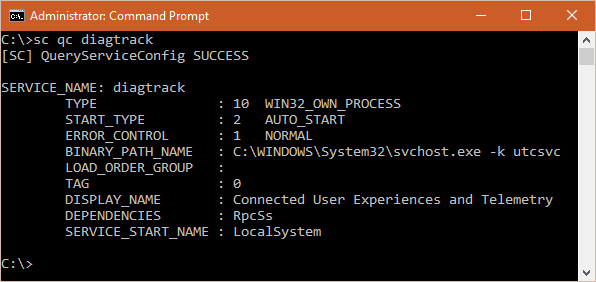 Administrator: Command Prompt
C:\>sc qc diagtrack
[SC] QueryServiceConfig SUCCESS
SERVICE_NAME: diagtrack
TYPE : 10 WIN32_OWN_PROCESS
START_TYPE : 2 AUTO_START
ERROR_CONTROL : 1 NORMAL
BINARY_PATH_NAME : C:\WINDOWS\System32\svchost.exe -k utcsvc
LOAD_ORDER_GROUP :
TAG : 0
DISPLAY_NAME : Connected User Experiences and Telemetry
DEPENDENCIES : RpcSs
SERVICE_START_NAME : LocalSystem
C:\>